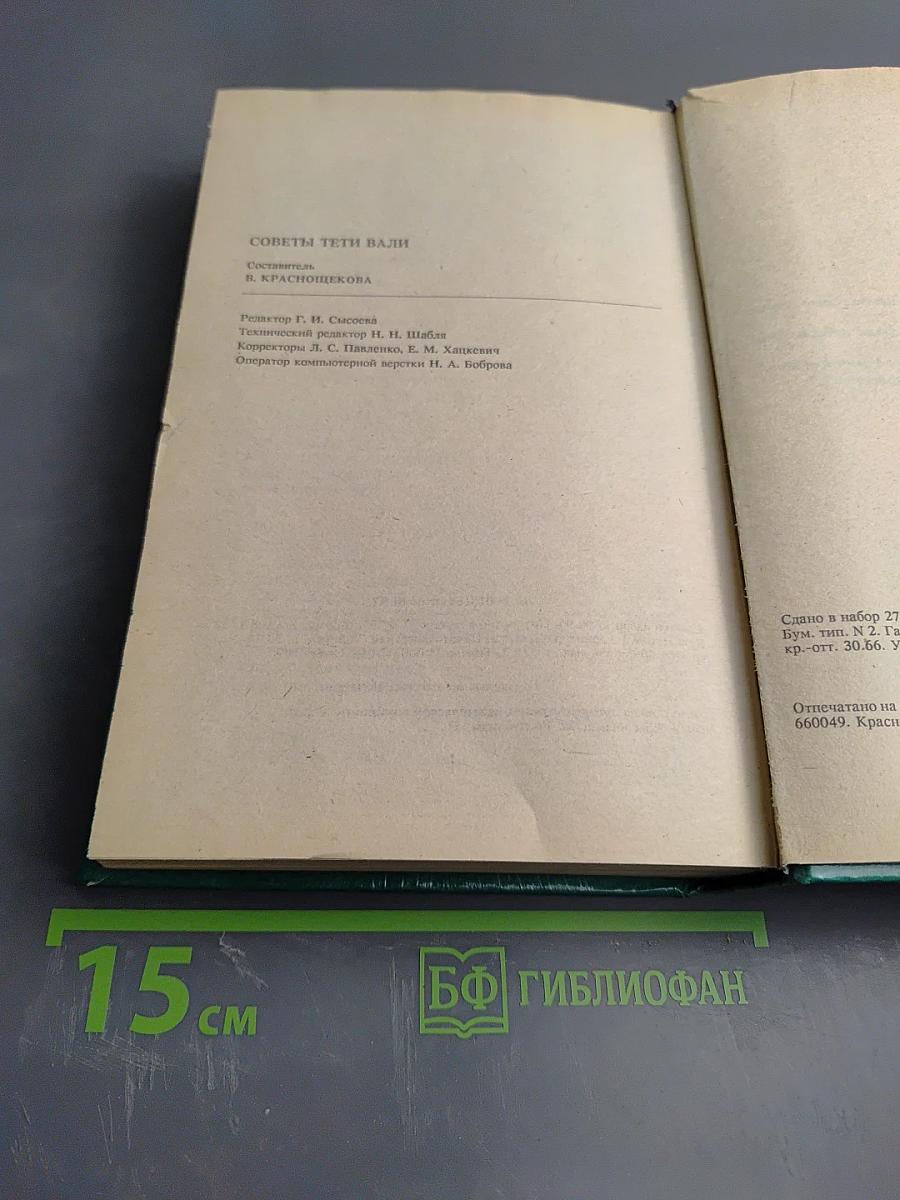 СОВЕТЫ ТЕТИ ВАЛИ
Составитель
В. КРАСНОЩЕКОВА
Редактор Г. И. Сысоева
Технический редактор Н. Н. Шабля
Корректоры Л. С. Павленко, Е. М. Хацкевич
Оператор компьютерной верстки Н. А. Боброва
Сдано в набор 27
Бум. тип. N 2. Га
кр.-отт. 30.66. У
Отпечатано на
660049. Красн
15 см
БФ ГИБЛИОФАН